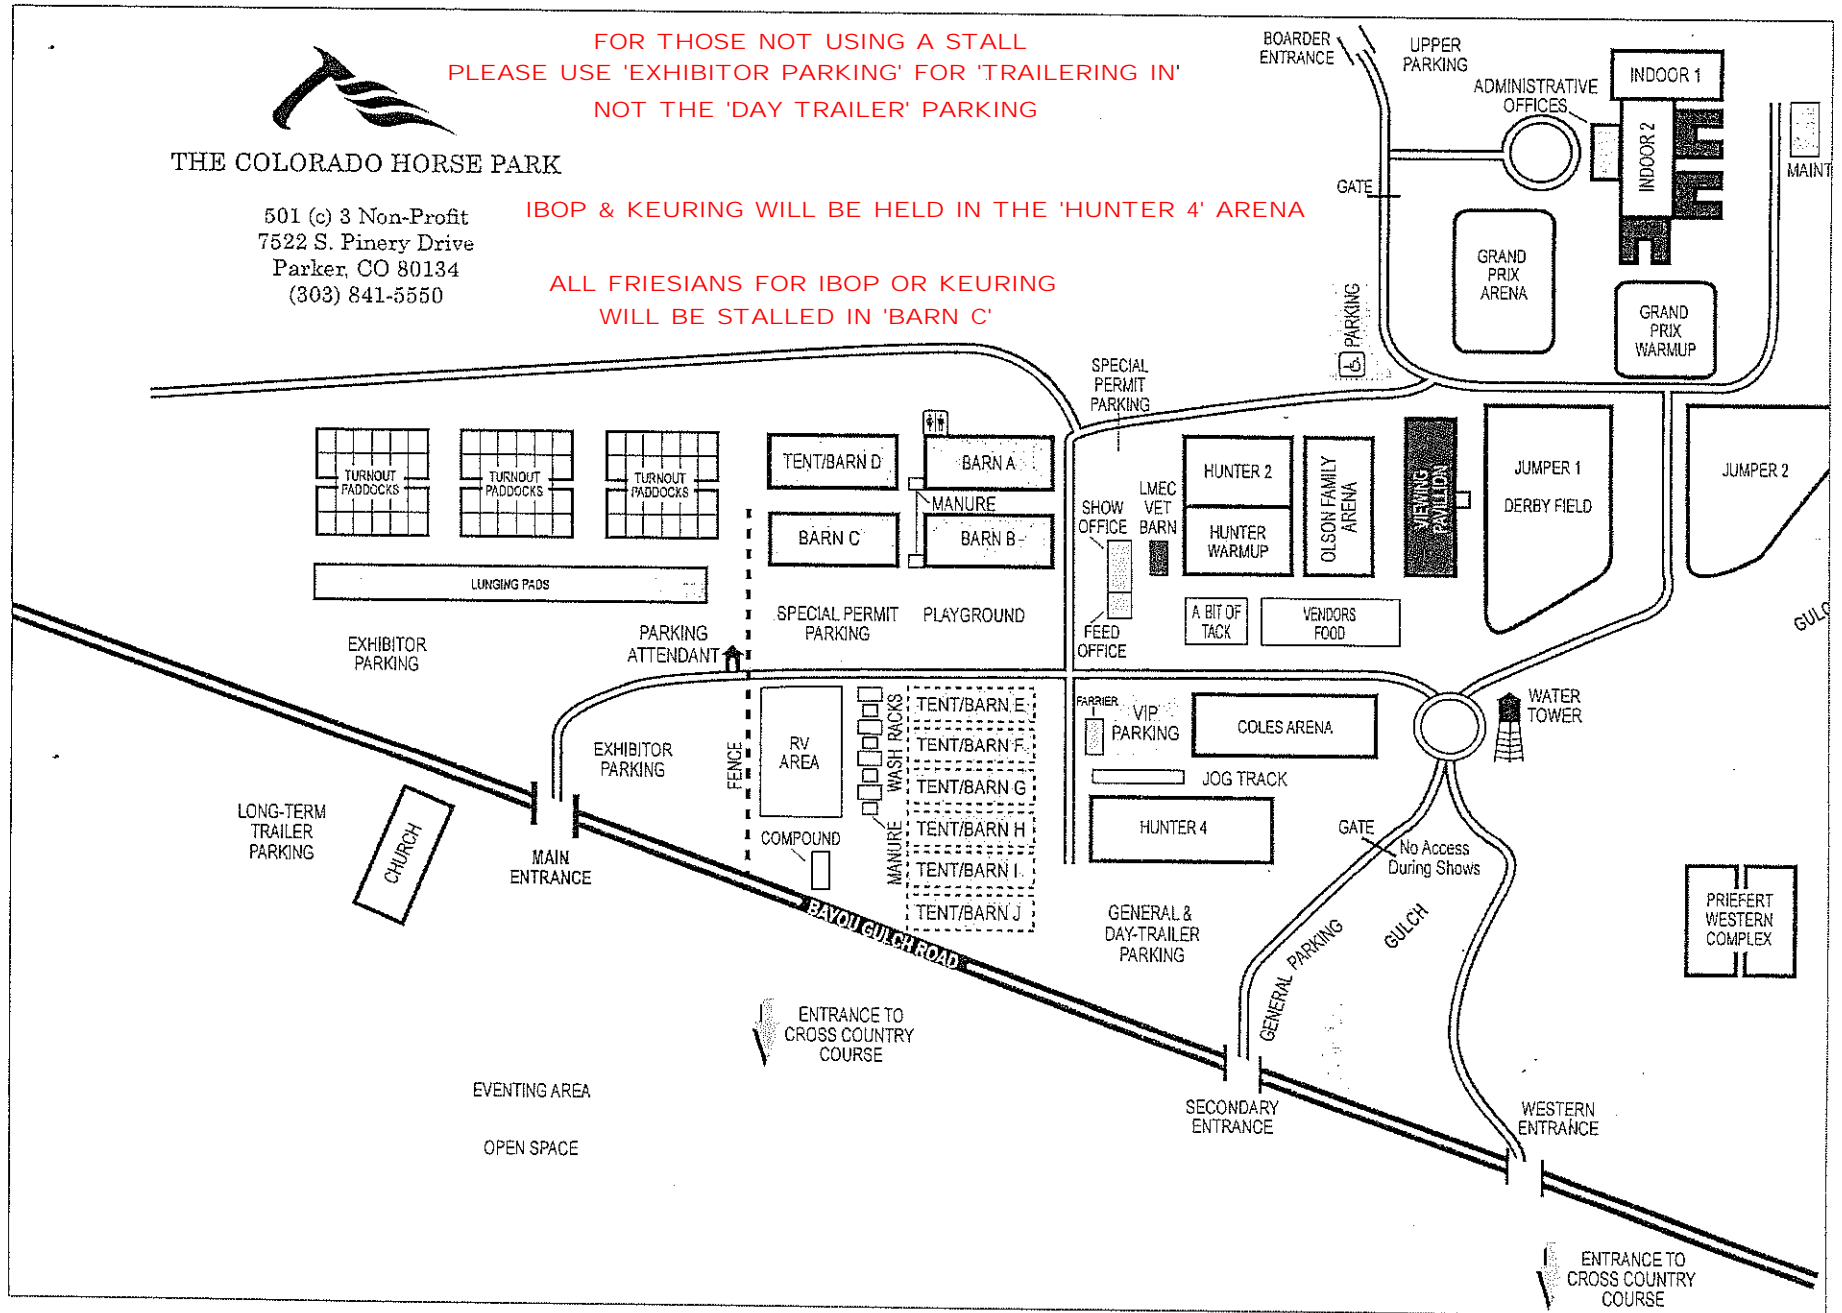 FOR THOSE NOT USING A STALL
PLEASE USE 'EXHIBITOR PARKING' FOR 'TRAILERING IN'
NOT THE 'DAY TRAILER' PARKING
THE COLORADO HORSE PARK
501 (c) 3 Non-Profit
7522 S. Pinery Drive
Parker, CO 80134
(303) 841-5550
IBOP & KEURING WILL BE HELD IN THE 'HUNTER 4' ARENA
ALL FRIESIANS FOR IBOP OR KEURING
WILL BE STALLED IN 'BARN C'
BOARDER
ENTRANCE
UPPER
PARKING
ADMINISTRATIVE
OFFICES
INDOOR 1
INDOOR 2
MAINT
GATE
GRAND
PRIX
ARENA
GRAND
PRIX
WARMUP
PARKING
SPECIAL
PERMIT
PARKING
TURNOUT
PADDOCKS
TURNOUT
PADDOCKS
TURNOUT
PADDOCKS
TENT/BARN D
BARN A
MANURE
BARN C
BARN B
LUNGING PADS
SHOW
OFFICE
LMEC
VET
BARN
HUNTER 2
HUNTER
WARMUP
OLSON FAMILY
ARENA
VIEWING
PAVILLION
JUMPER 1
DERBY FIELD
JUMPER 2
GULC
EXHIBITOR
PARKING
PARKING
ATTENDANT
SPECIAL PERMIT
PARKING
PLAYGROUND
FEED
OFFICE
A BIT OF
TACK
VENDORS
FOOD
EXHIBITOR
PARKING
FENCE
RV
AREA
WASH RACKS
MANURE
COMPOUND
TENT/BARN E
TENT/BARN F
TENT/BARN G
TENT/BARN H
TENT/BARN I
TENT/BARN J
FARRIER
VIP
PARKING
COLES ARENA
JOG TRACK
HUNTER 4
WATER
TOWER
GATE
No Access
During Shows
LONG-TERM
TRAILER
PARKING
CHURCH
MAIN
ENTRANCE
BAYOU GULCH ROAD
GENERAL &
DAY-TRAILER
PARKING
GENERAL PARKING
GULCH
PRIEFERT
WESTERN
COMPLEX
ENTRANCE TO
CROSS COUNTRY
COURSE
EVENTING AREA
OPEN SPACE
SECONDARY
ENTRANCE
WESTERN
ENTRANCE
ENTRANCE TO
CROSS COUNTRY
COURSE